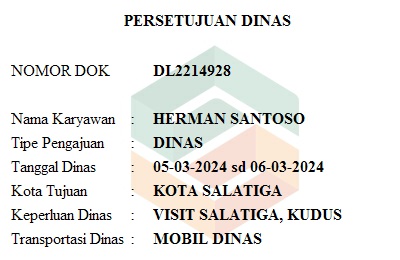 PERSETUJUAN DINAS
NOMOR DOK DL2214928
Nama Karyawan : HERMAN SANTOSO
Tipe Pengajuan : DINAS
Tanggal Dinas : 05-03-2024 sd 06-03-2024
Kota Tujuan : KOTA SALATIGA
Keperluan Dinas : VISIT SALATIGA, KUDUS
Transportasi Dinas : MOBIL DINAS